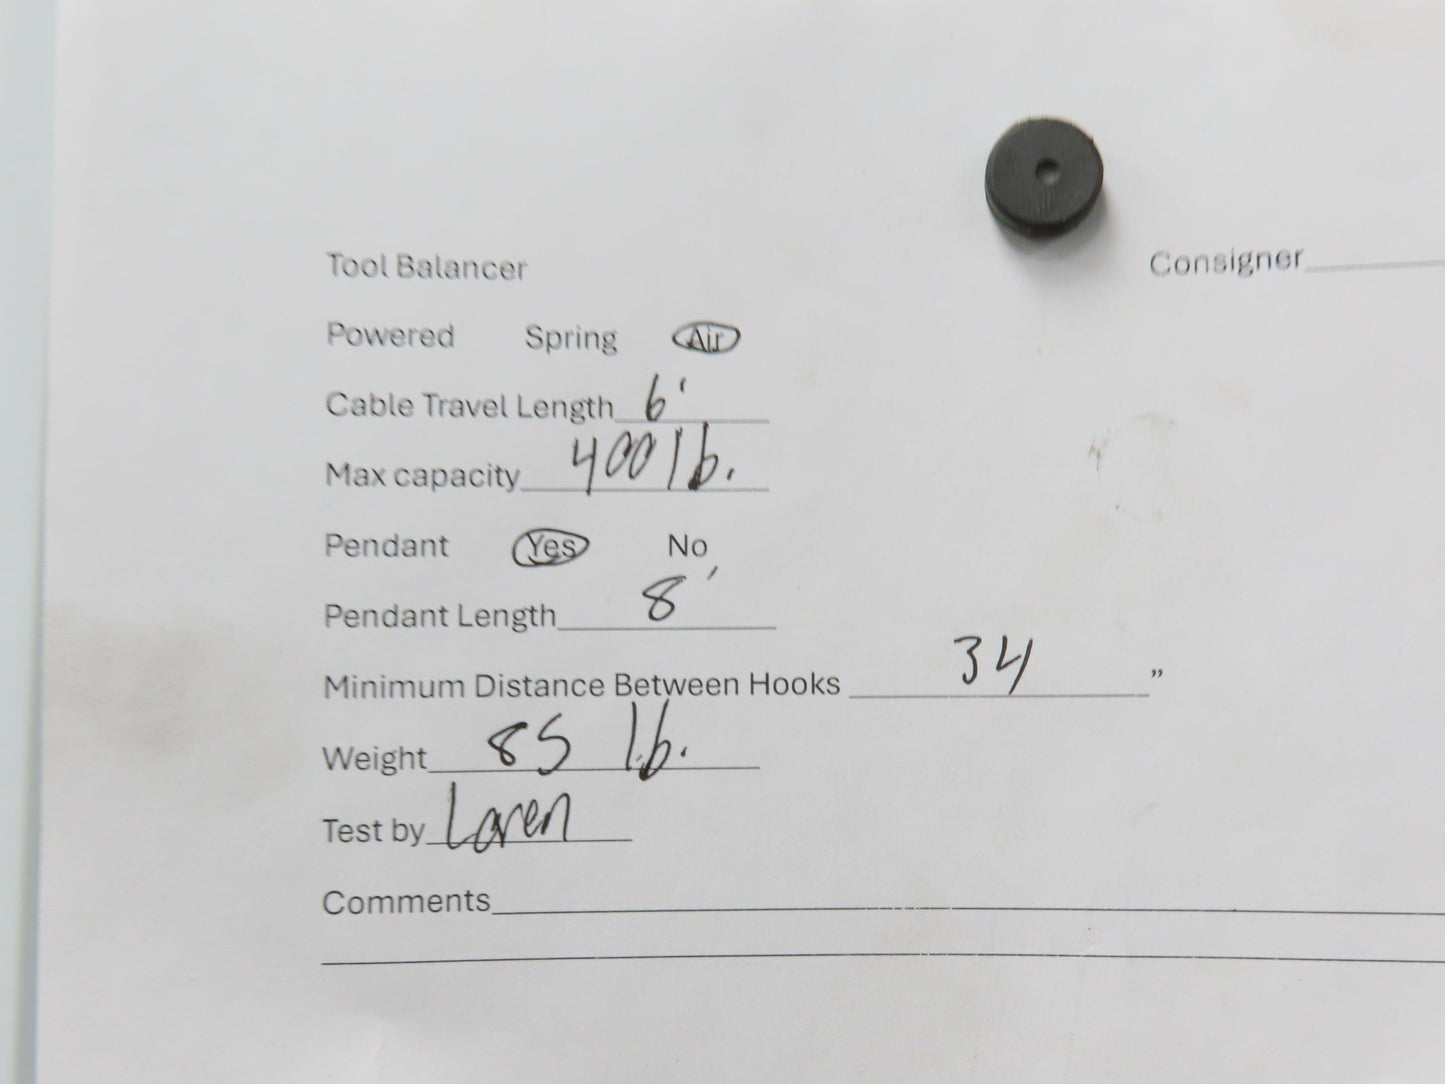 Tool Balancer
Consigner
Powered Spring Air
Cable Travel Length 6'
Max capacity 400 lb.
Pendant Yes No
Pendant Length 8'
Minimum Distance Between Hooks 34 ”
Weight 85 lb.
Test by Loren
Comments